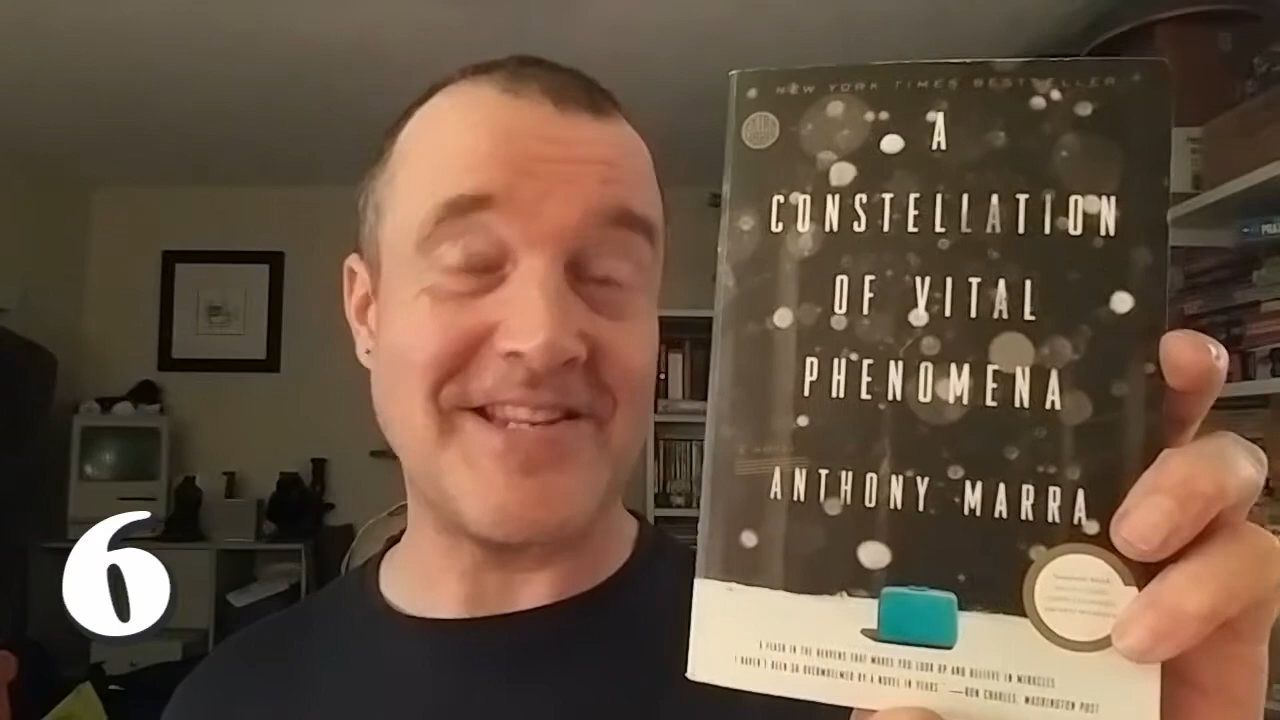 NEW YORK TIMES BESTSELLER
A
CONSTELLATION
OF VITAL
PHENOMENA
A NOVEL
ANTHONY MARRA
A FLASH IN THE HEAVENS THAT MAKES YOU LOOK UP AND BELIEVE IN MIRACLES
I HAVEN'T BEEN SO OVERWHELMED BY A NOVEL IN YEARS —RON CHARLES, WASHINGTON POST
6